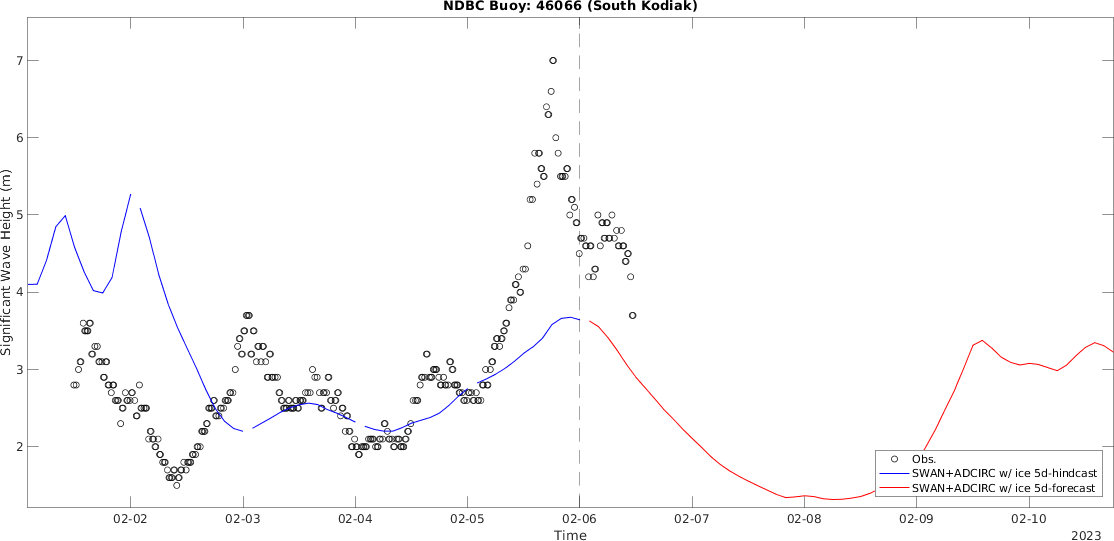 NDBC Buoy: 46066 (South Kodiak)
Significant Wave Height (m)
7
6
5
4
3
2
Obs.
SWAN+ADCIRC w/ ice 5d-hindcast
SWAN+ADCIRC w/ ice 5d-forecast
02-02 02-03 02-04 02-05 02-06 02-07 02-08 02-09 02-10
Time
2023